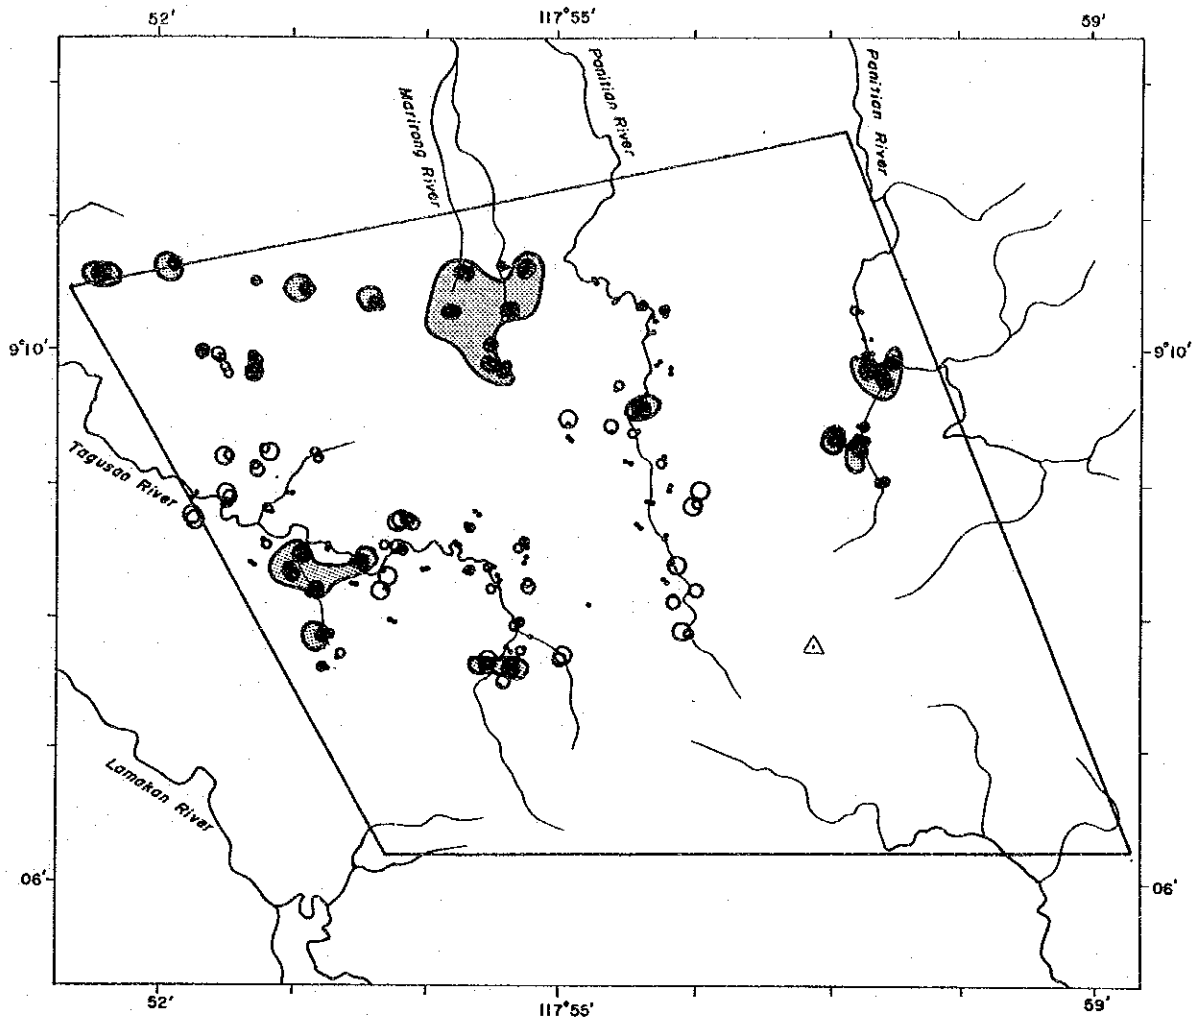 52'
117°55'
59'
Marirong River
Panitian River
Panitian River
9°10'
9°10'
Tagusao River
Lamakan River
06'
06'
52'
117°55'
59'